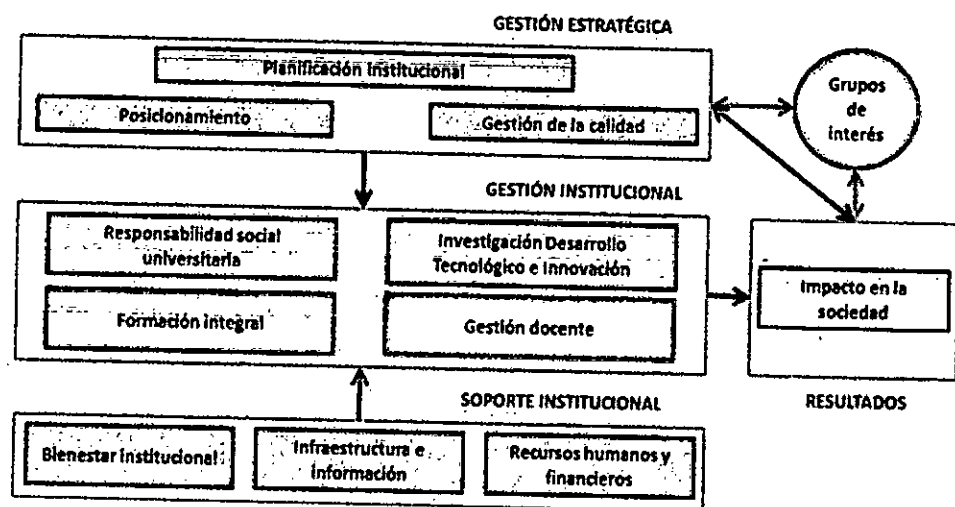 GESTIÓN ESTRATÉGICA
Planificación institucional
Posicionamiento
Gestión de la calidad
Grupos
de
interés
GESTIÓN INSTITUCIONAL
Responsabilidad social
universitaria
Investigación Desarrollo
Tecnológico e Innovación
Formación integral
Gestión docente
Impacto en la
sociedad
RESULTADOS
SOPORTE INSTITUCIONAL
Bienestar institucional
Infraestructura e
información
Recursos humanos y
financieros